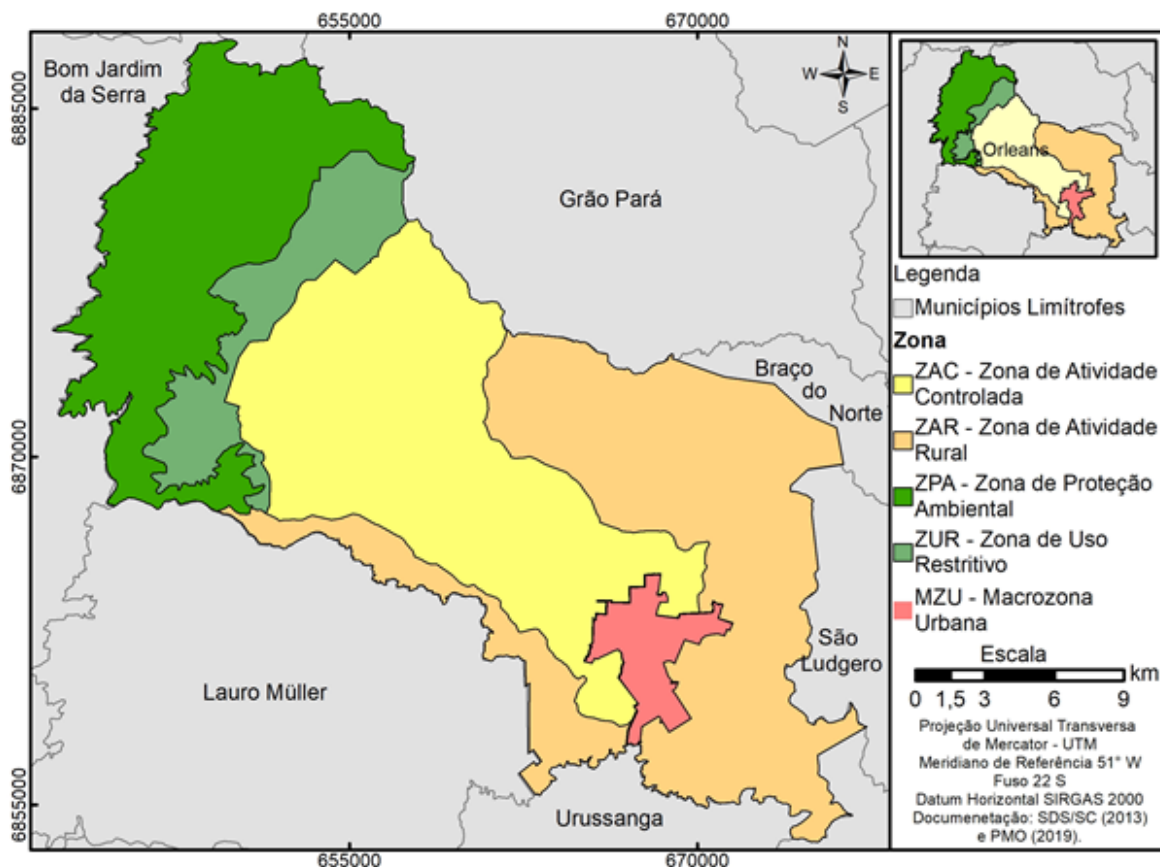 655000
670000
Bom Jardim
da Serra
N
W
E
S
6885000
6885000
Grão Pará
Braço
do
Norte
6870000
6870000
São
Ludgero
Lauro Müller
6855000
6855000
Urussanga
655000
670000
Orleans
Legenda
Municípios Limítrofes
Zona
ZAC - Zona de Atividade
Controlada
ZAR - Zona de Atividade
Rural
ZPA - Zona de Proteção
Ambiental
ZUR - Zona de Uso
Restritivo
MZU - Macrozona
Urbana
Escala
km
0 1,5 3 6 9
Projeção Universal Transversa
de Mercator - UTM
Meridiano de Referência 51° W
Fuso 22 S
Datum Horizontal SIRGAS 2000
Documenetação: SDS/SC (2013)
e PMO (2019).